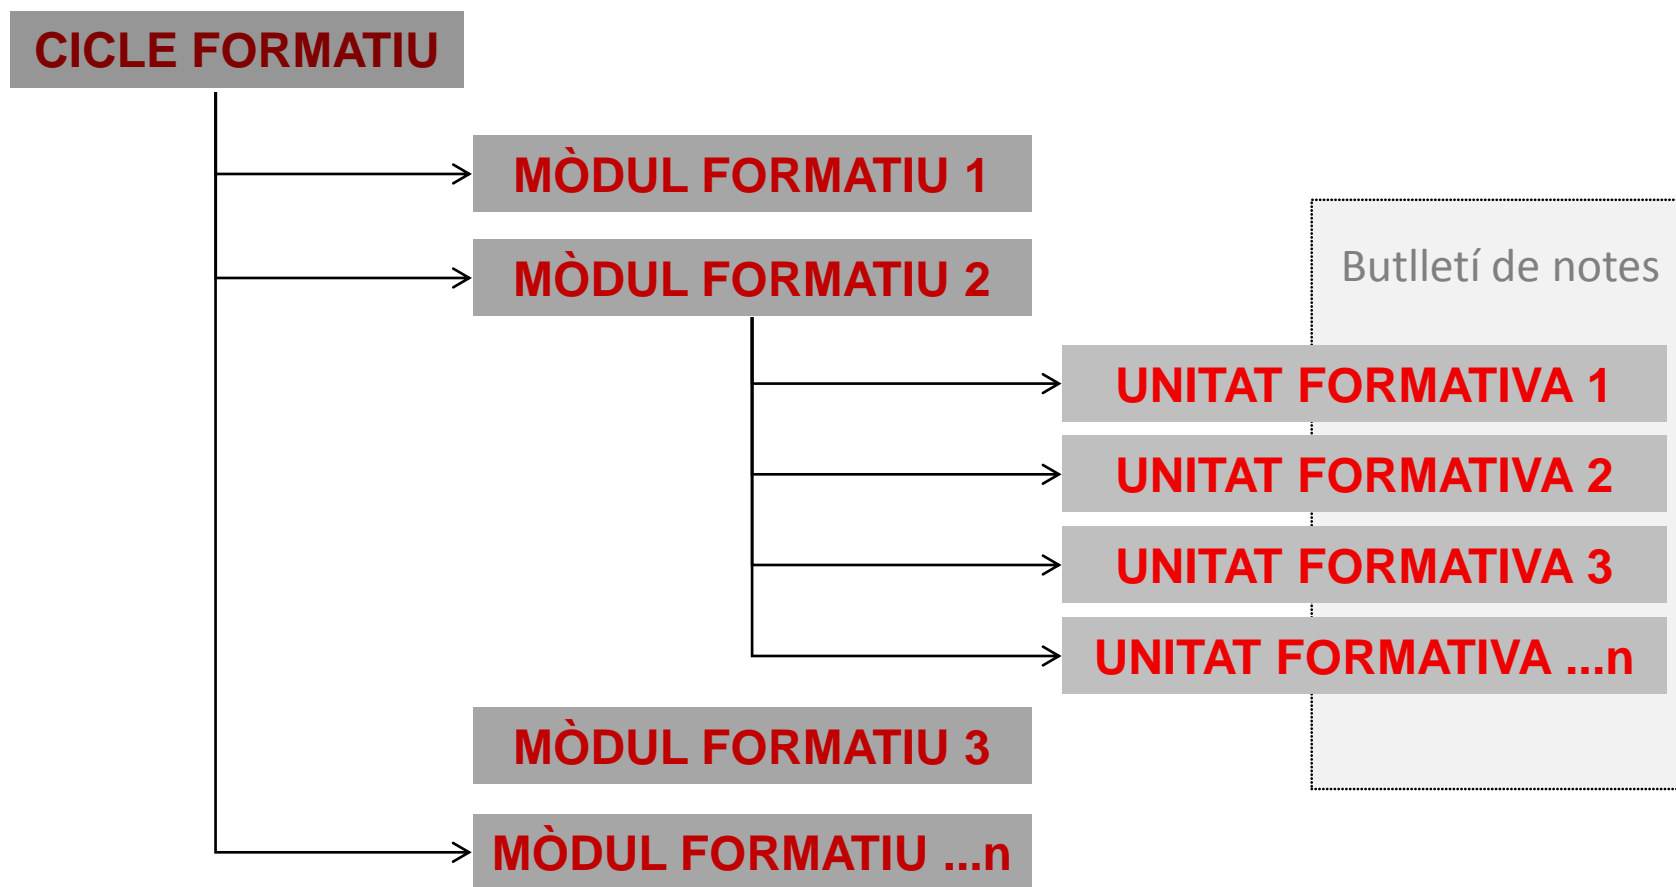 CICLE FORMATIU
MÒDUL FORMATIU 1
MÒDUL FORMATIU 2
Butlletí de notes
UNITAT FORMATIVA 1
UNITAT FORMATIVA 2
UNITAT FORMATIVA 3
UNITAT FORMATIVA ...n
MÒDUL FORMATIU 3
MÒDUL FORMATIU ...n